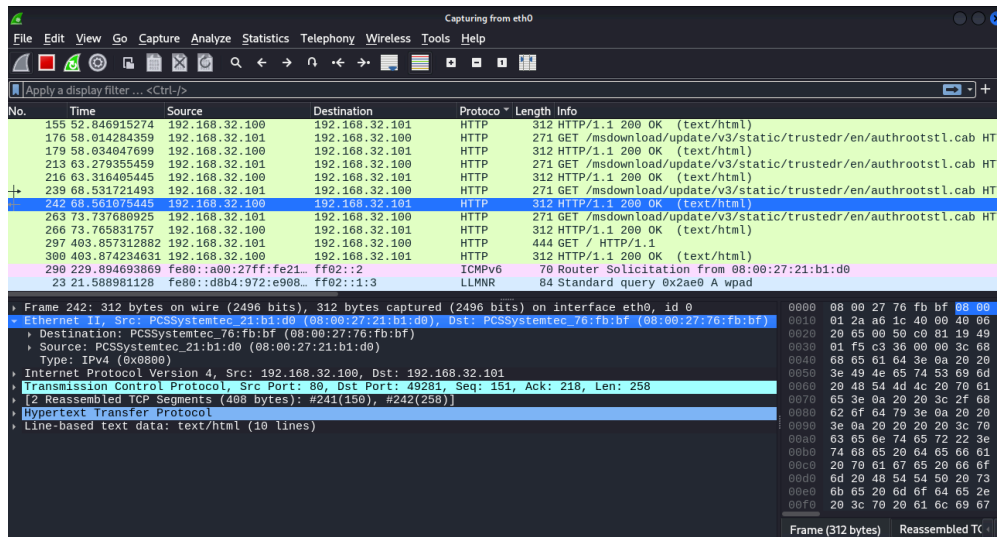 Capturing from eth0
File Edit View Go Capture Analyze Statistics Telephony Wireless Tools Help
Apply a display filter ... <Ctrl-/>
No. Time Source Destination Protoco Length Info
155 52.846915274 192.168.32.100 192.168.32.101 HTTP 312 HTTP/1.1 200 OK (text/html)
176 58.014284359 192.168.32.101 192.168.32.100 HTTP 271 GET /msdownload/update/v3/static/trustedr/en/authrootstl.cab HT
179 58.034047699 192.168.32.100 192.168.32.101 HTTP 312 HTTP/1.1 200 OK (text/html)
213 63.279355459 192.168.32.101 192.168.32.100 HTTP 271 GET /msdownload/update/v3/static/trustedr/en/authrootstl.cab HT
216 63.316405445 192.168.32.100 192.168.32.101 HTTP 312 HTTP/1.1 200 OK (text/html)
239 68.531721493 192.168.32.101 192.168.32.100 HTTP 271 GET /msdownload/update/v3/static/trustedr/en/authrootstl.cab HT
242 68.561075445 192.168.32.100 192.168.32.101 HTTP 312 HTTP/1.1 200 OK (text/html)
263 73.737680925 192.168.32.101 192.168.32.100 HTTP 271 GET /msdownload/update/v3/static/trustedr/en/authrootstl.cab HT
266 73.765831757 192.168.32.100 192.168.32.101 HTTP 312 HTTP/1.1 200 OK (text/html)
297 403.857312882 192.168.32.101 192.168.32.100 HTTP 444 GET / HTTP/1.1
300 403.874234631 192.168.32.100 192.168.32.101 HTTP 312 HTTP/1.1 200 OK (text/html)
290 229.894693869 fe80::a00:27ff:fe21… ff02::2 ICMPv6 70 Router Solicitation from 08:00:27:21:b1:d0
23 21.588981128 fe80::d8b4:972:e908… ff02::1:3 LLMNR 84 Standard query 0x2ae0 A wpad
Frame 242: 312 bytes on wire (2496 bits), 312 bytes captured (2496 bits) on interface eth0, id 0
Ethernet II, Src: PCSSystemtec_21:b1:d0 (08:00:27:21:b1:d0), Dst: PCSSystemtec_76:fb:bf (08:00:27:76:fb:bf)
Destination: PCSSystemtec_76:fb:bf (08:00:27:76:fb:bf)
Source: PCSSystemtec_21:b1:d0 (08:00:27:21:b1:d0)
Type: IPv4 (0x0800)
Internet Protocol Version 4, Src: 192.168.32.100, Dst: 192.168.32.101
Transmission Control Protocol, Src Port: 80, Dst Port: 49281, Seq: 151, Ack: 218, Len: 258
[2 Reassembled TCP Segments (408 bytes): #241(150), #242(258)]
Hypertext Transfer Protocol
Line-based text data: text/html (10 lines)
0000 08 00 27 76 fb bf 08 00
0010 01 2a a6 1c 40 00 40 06
0020 20 65 00 50 c0 81 19 49
0030 01 f5 c3 36 00 00 3c 68
0040 68 65 61 64 3e 0a 20 20
0050 3e 49 4e 65 74 53 69 6d
0060 20 48 54 4d 4c 20 70 61
0070 65 3e 0a 20 20 3c 2f 68
0080 62 6f 64 79 3e 0a 20 20
0090 3e 0a 20 20 20 20 3c 70
00a0 63 65 6e 74 65 72 22 3e
00b0 74 68 65 20 64 65 66 61
00c0 20 70 61 67 65 20 66 6f
00d0 6d 20 48 54 54 50 20 73
00e0 6b 65 20 6d 6f 64 65 2e
00f0 20 3c 70 20 61 6c 69 67
Frame (312 bytes) Reassembled TC